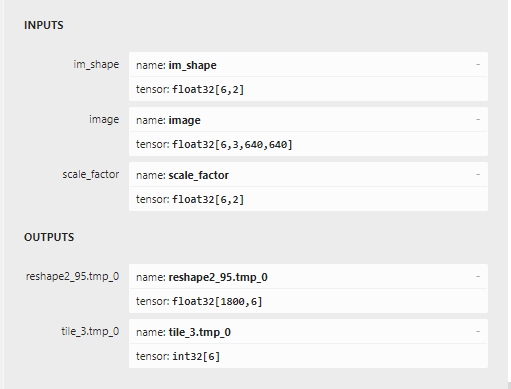 INPUTS
im_shape name: im_shape -
tensor: float32[6,2]
image name: image -
tensor: float32[6,3,640,640]
scale_factor name: scale_factor -
tensor: float32[6,2]
OUTPUTS
reshape2_95.tmp_0 name: reshape2_95.tmp_0 -
tensor: float32[1800,6]
tile_3.tmp_0 name: tile_3.tmp_0 -
tensor: int32[6]